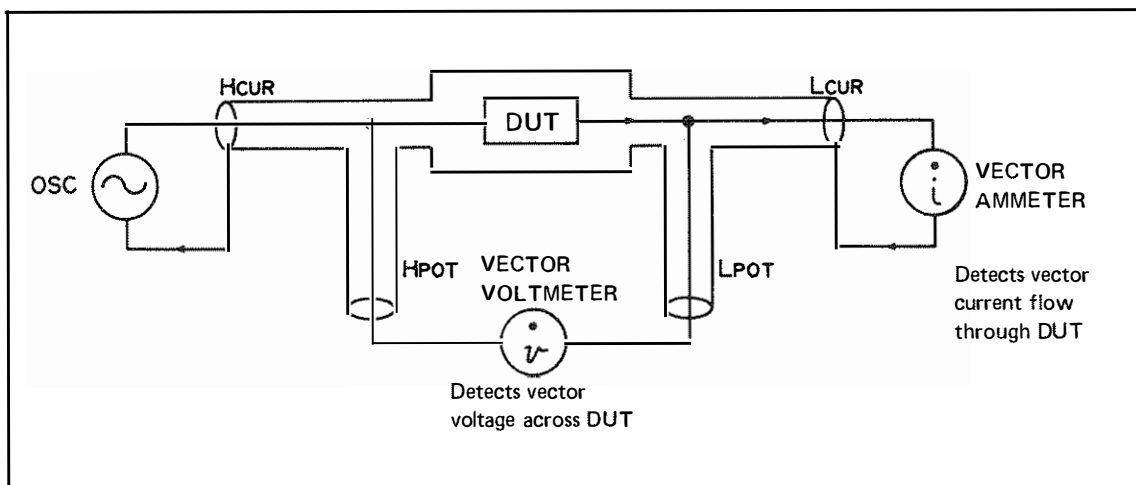 HCUR
LCUR
DUT
OSC
VECTOR
AMMETER
i
HPOT
VECTOR
VOLTMETER
LPOT
v
Detects vector
current flow
through DUT
Detects vector
voltage across DUT